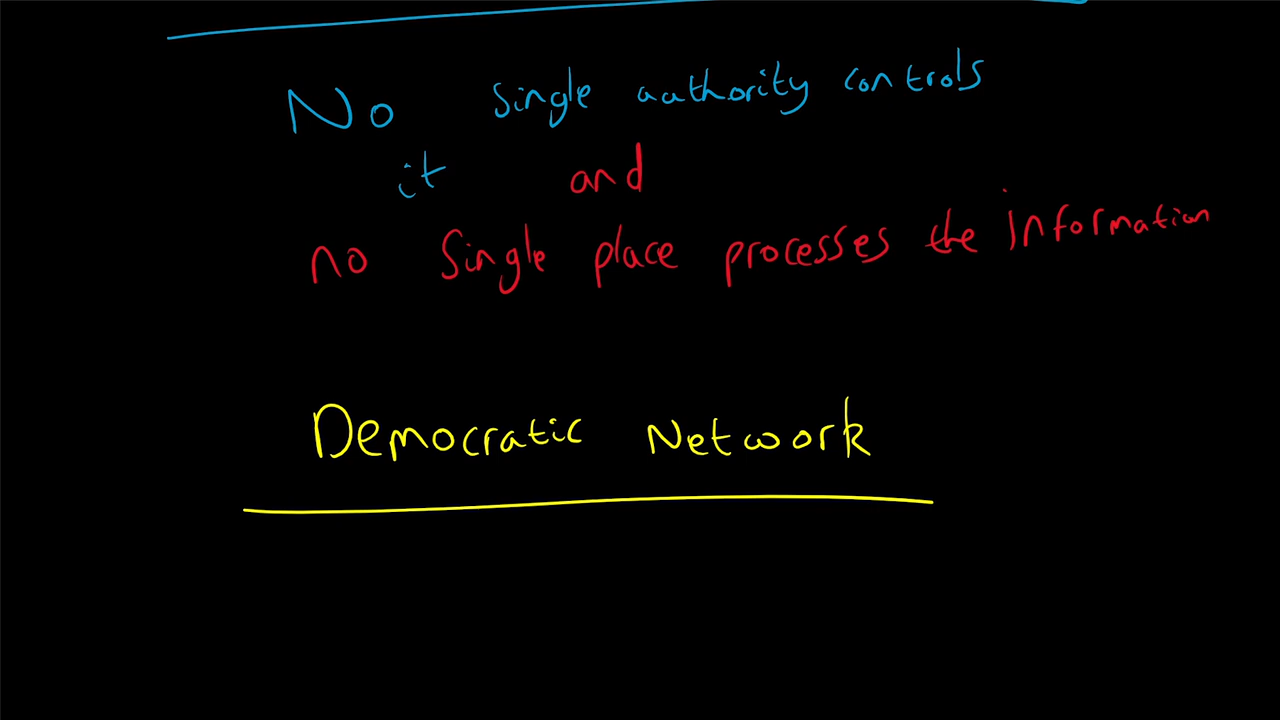 No single authority controls
it and
no single place processes the information
Democratic Network